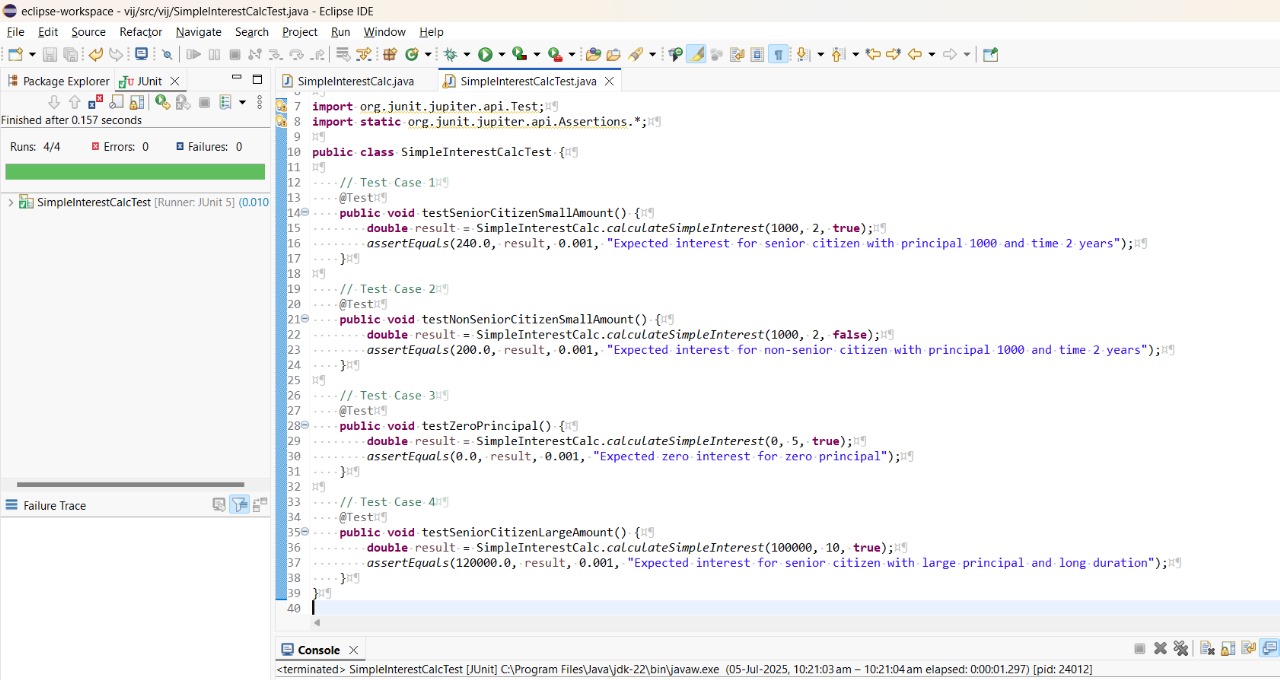 eclipse-workspace - vij/src/vij/SimpleInterestCalcTest.java - Eclipse IDE
File Edit Source Refactor Navigate Search Project Run Window Help
Package Explorer JUnit
Finished after 0.157 seconds
Runs: 4/4 Errors: 0 Failures: 0
SimpleInterestCalcTest [Runner: JUnit 5] (0.010
Failure Trace
SimpleInterestCalc.java SimpleInterestCalcTest.java
7 import org.junit.jupiter.api.Test;¤¶
8 import static org.junit.jupiter.api.Assertions.*;¤¶
9 ¤¶
10 public class SimpleInterestCalcTest {¤¶
11 ¤¶
12 ····// Test Case 1¤¶
13 ····@Test¤¶
14 ····public void testSeniorCitizenSmallAmount() {¤¶
15 ········double result = SimpleInterestCalc.calculateSimpleInterest(1000, 2, true);¤¶
16 ········assertEquals(240.0, result, 0.001, "Expected interest for senior citizen with principal 1000 and time 2 years");¤¶
17 ····}¤¶
18 ¤¶
19 ····// Test Case 2¤¶
20 ····@Test¤¶
21 ····public void testNonSeniorCitizenSmallAmount() {¤¶
22 ········double result = SimpleInterestCalc.calculateSimpleInterest(1000, 2, false);¤¶
23 ········assertEquals(200.0, result, 0.001, "Expected interest for non-senior citizen with principal 1000 and time 2 years");¤¶
24 ····}¤¶
25 ¤¶
26 ····// Test Case 3¤¶
27 ····@Test¤¶
28 ····public void testZeroPrincipal() {¤¶
29 ········double result = SimpleInterestCalc.calculateSimpleInterest(0, 5, true);¤¶
30 ········assertEquals(0.0, result, 0.001, "Expected zero interest for zero principal");¤¶
31 ····}¤¶
32 ¤¶
33 ····// Test Case 4¤¶
34 ····@Test¤¶
35 ····public void testSeniorCitizenLargeAmount() {¤¶
36 ········double result = SimpleInterestCalc.calculateSimpleInterest(100000, 10, true);¤¶
37 ········assertEquals(120000.0, result, 0.001, "Expected interest for senior citizen with large principal and long duration");¤¶
38 ····}¤¶
39 }¤¶
40
Console
<terminated> SimpleInterestCalcTest [JUnit] C:\Program Files\Java\jdk-22\bin\javaw.exe (05-Jul-2025, 10:21:03 am – 10:21:04 am elapsed: 0:00:01.297) [pid: 24012]